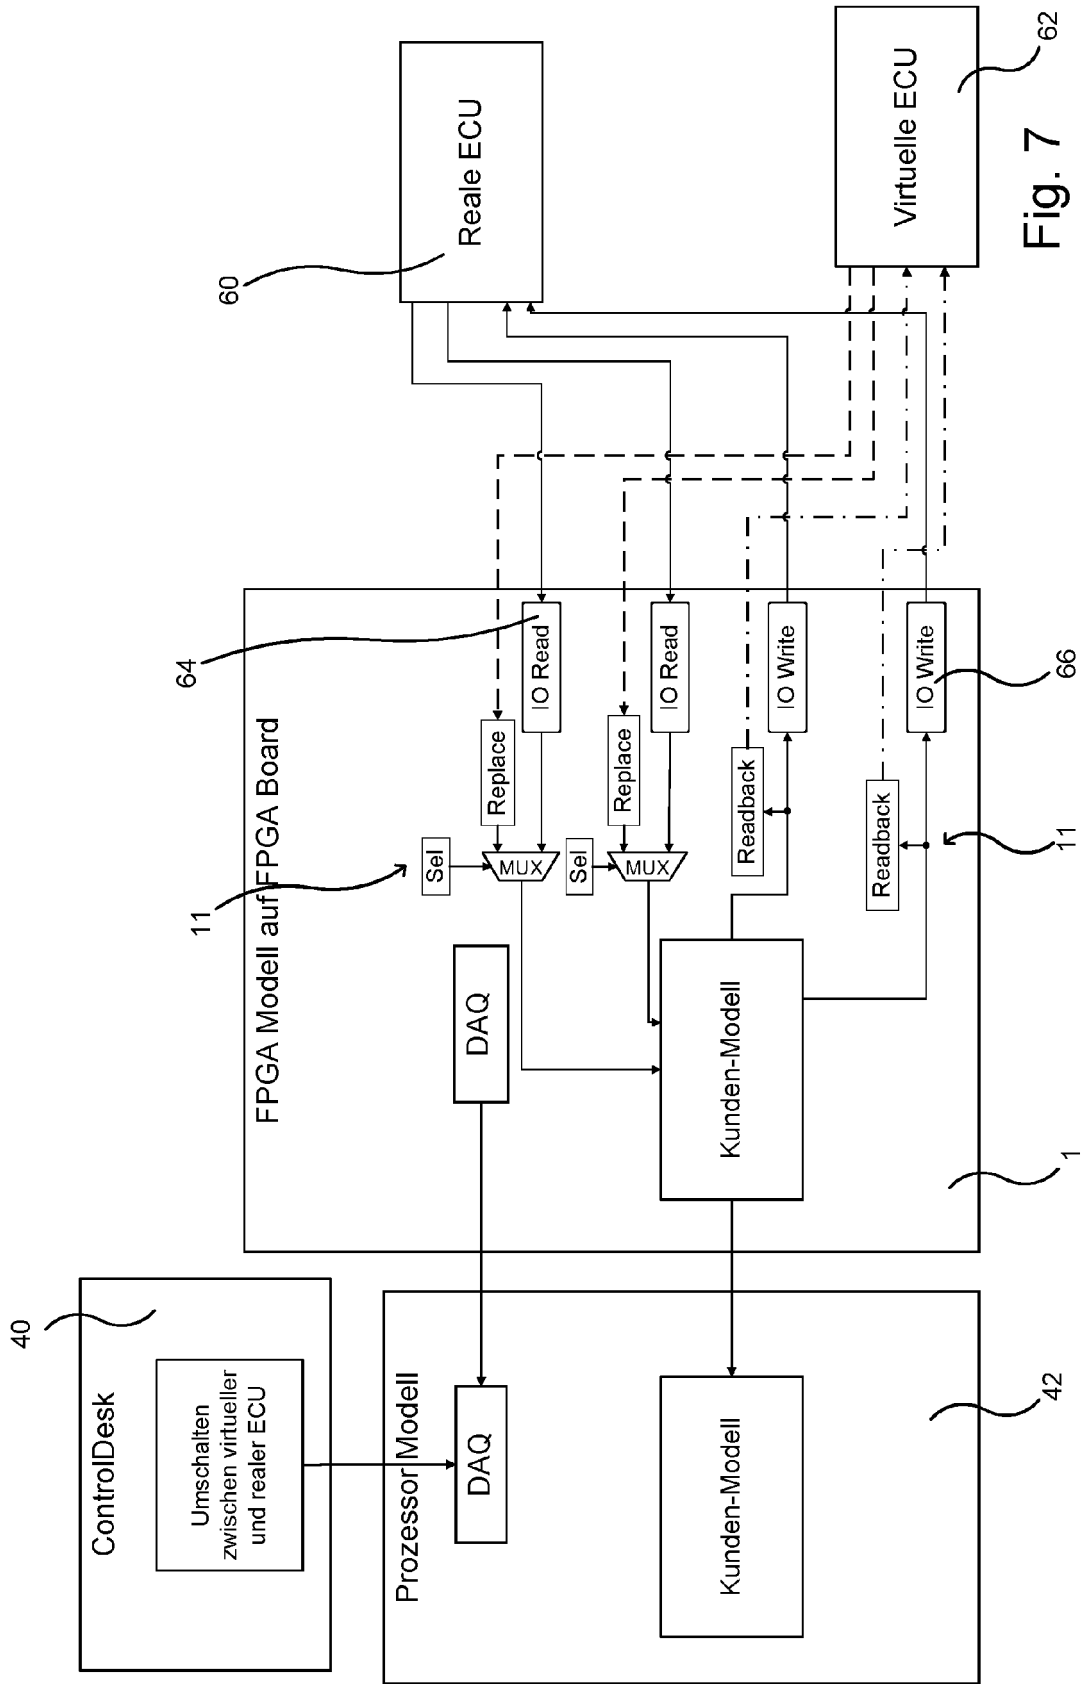 40
ControlDesk
Umschalten
zwischen virtueller
und realer ECU
Prozessor Modell
DAQ
Kunden-Modell
42
FPGA Modell auf FPGA Board
11
DAQ
Sel
MUX
Replace
IO Read
64
Sel
MUX
Replace
IO Read
Kunden-Modell
Readback
IO Write
Readback
IO Write
66
11
1
60
Reale ECU
Virtuelle ECU
62
Fig. 7